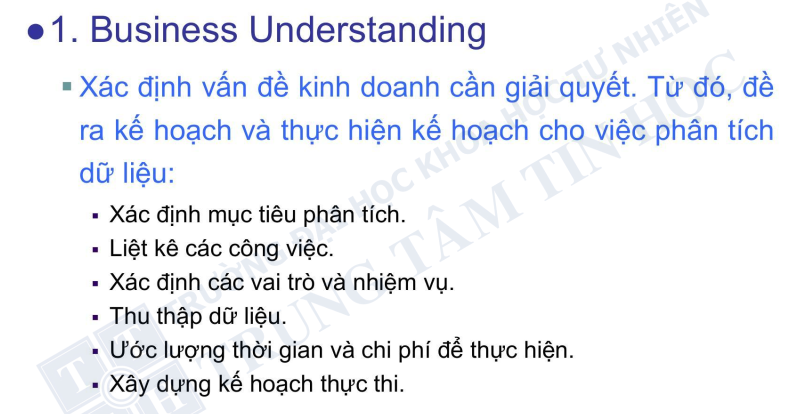 ●1. Business Understanding
▪ Xác định vấn đề kinh doanh cần giải quyết. Từ đó, đề
ra kế hoạch và thực hiện kế hoạch cho việc phân tích
dữ liệu:
▪ Xác định mục tiêu phân tích.
▪ Liệt kê các công việc.
▪ Xác định các vai trò và nhiệm vụ.
▪ Thu thập dữ liệu.
▪ Ước lượng thời gian và chi phí để thực hiện.
▪ Xây dựng kế hoạch thực thi.
TRƯỜNG ĐẠI HỌC KHOA HỌC TỰ NHIÊN
TRUNG TÂM TIN HỌC